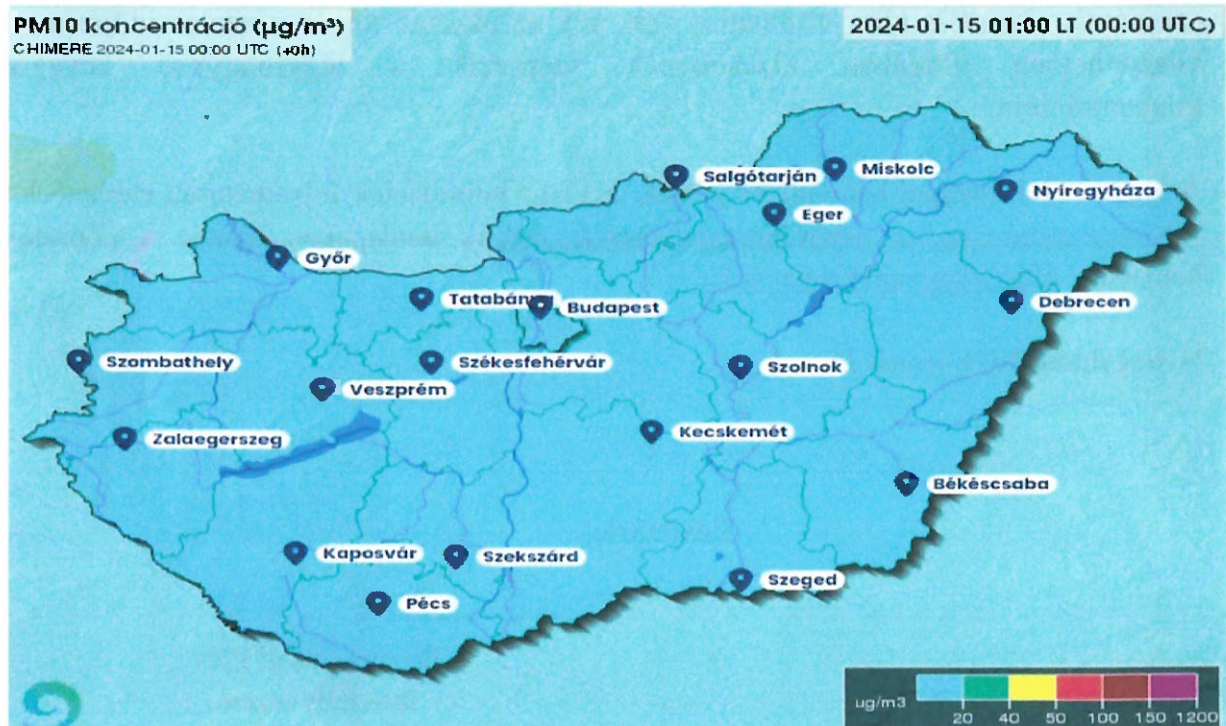 PM10 koncentráció (µg/m³)
CHIMERE 2024-01-15 00:00 UTC (+0h)
2024-01-15 01:00 LT (00:00 UTC)
Salgótarján
Miskolc
Nyíregyháza
Eger
Győr
Tatabánya
Budapest
Debrecen
Szombathely
Székesfehérvár
Szolnok
Veszprém
Zalaegerszeg
Kecskemét
Békéscsaba
Kaposvár
Szekszárd
Szeged
Pécs
ug/m3
20 40 50 100 150 1200